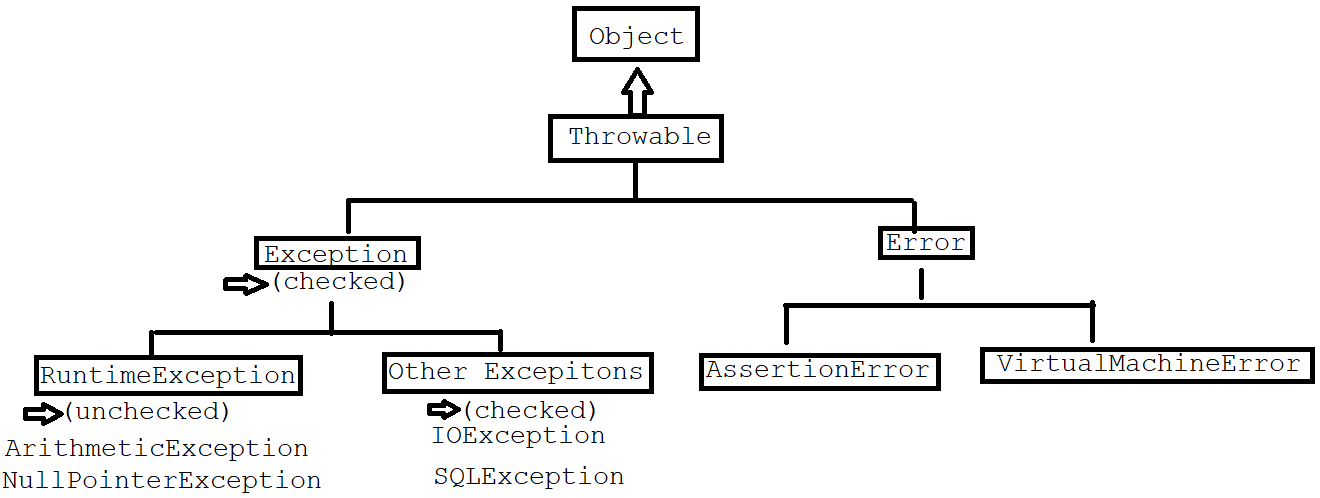 Object
Throwable
Exception
(checked)
Error
RuntimeException
(unchecked)
ArithmeticException
NullPointerException
Other Excepitons
(checked)
IOException
SQLException
AssertionError
VirtualMachineError